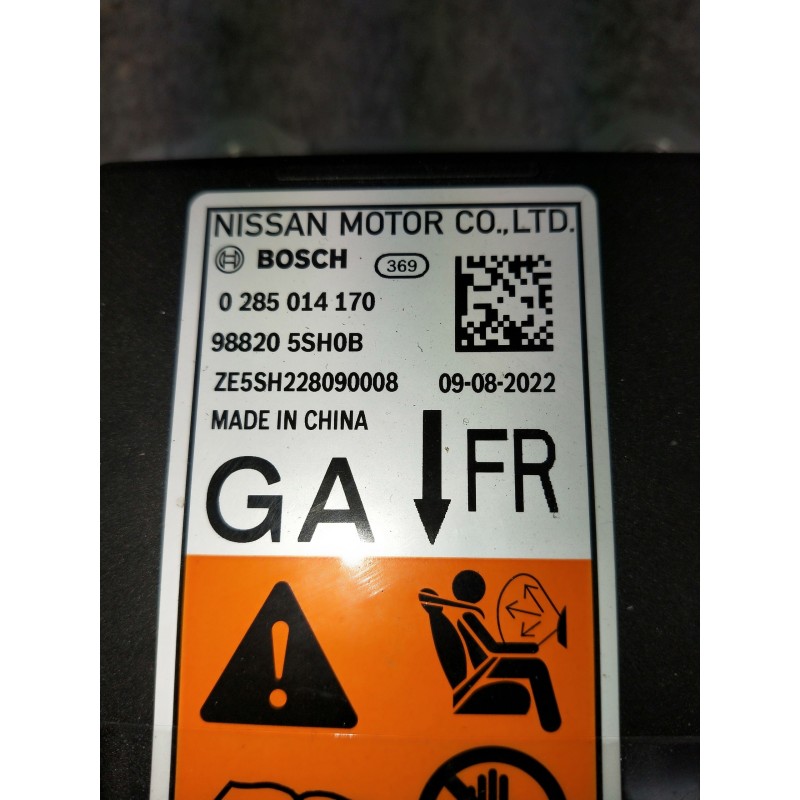 NISSAN MOTOR CO.,LTD.
BOSCH 369
0 285 014 170
98820 5SH0B
ZE5SH228090008 09-08-2022
MADE IN CHINA
GA FR